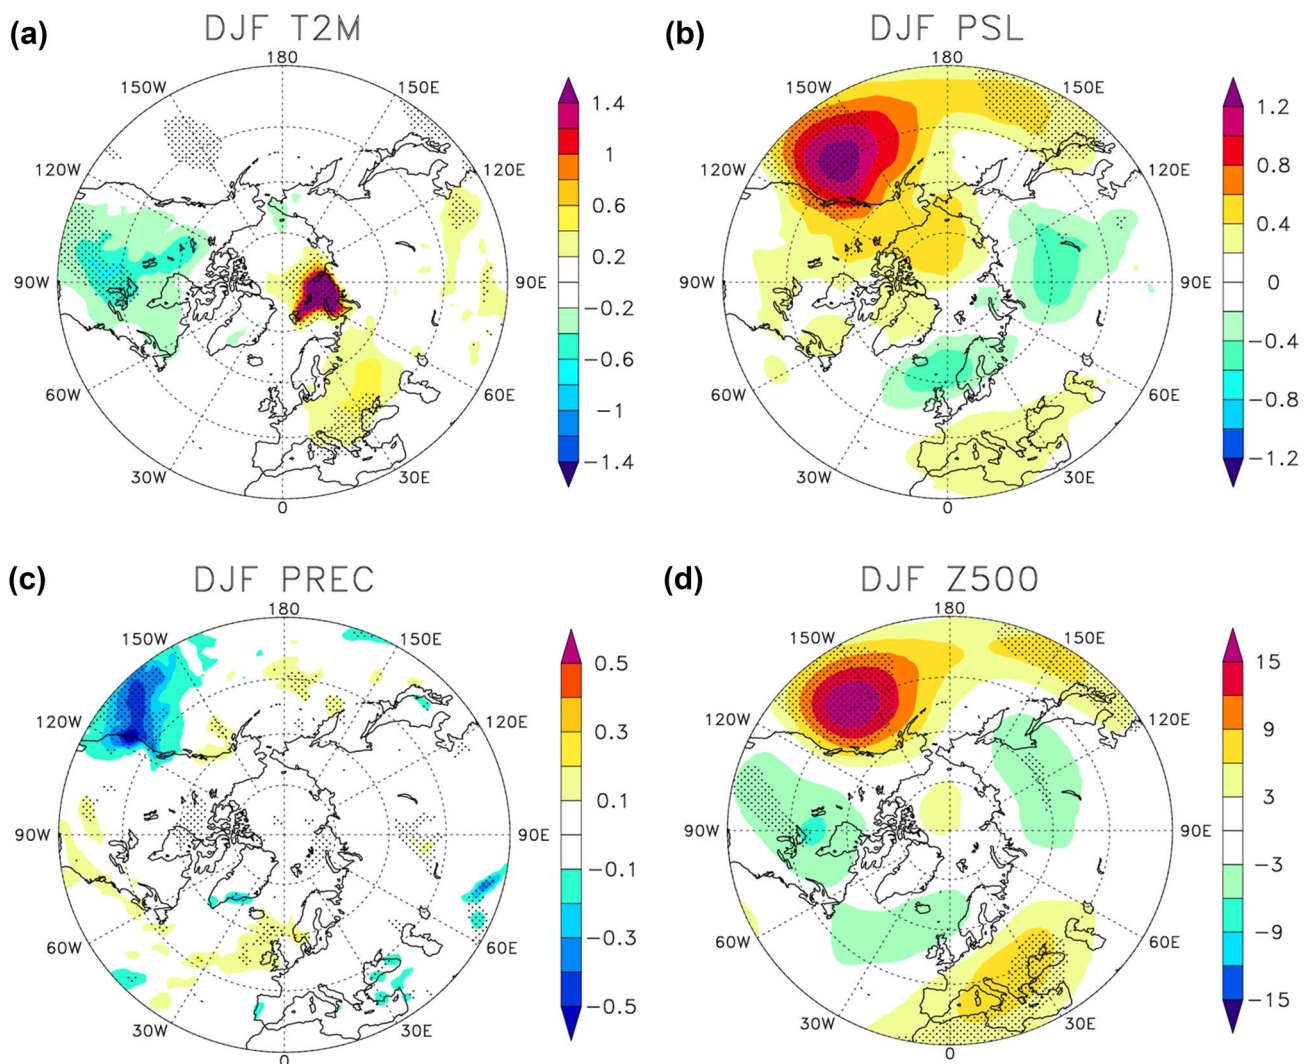 (a) DJF T2M
180
150W 150E
120W 120E
90W 90E
60W 60E
30W 30E
0
1.4
1
0.6
0.2
−0.2
−0.6
−1
−1.4
(b) DJF PSL
180
150W 150E
120W 120E
90W 90E
60W 60E
30W 30E
0
1.2
0.8
0.4
0
−0.4
−0.8
−1.2
(c) DJF PREC
180
150W 150E
120W 120E
90W 90E
60W 60E
30W 30E
0
0.5
0.3
0.1
−0.1
−0.3
−0.5
(d) DJF Z500
180
150W 150E
120W 120E
90W 90E
60W 60E
30W 30E
0
15
9
3
−3
−9
−15